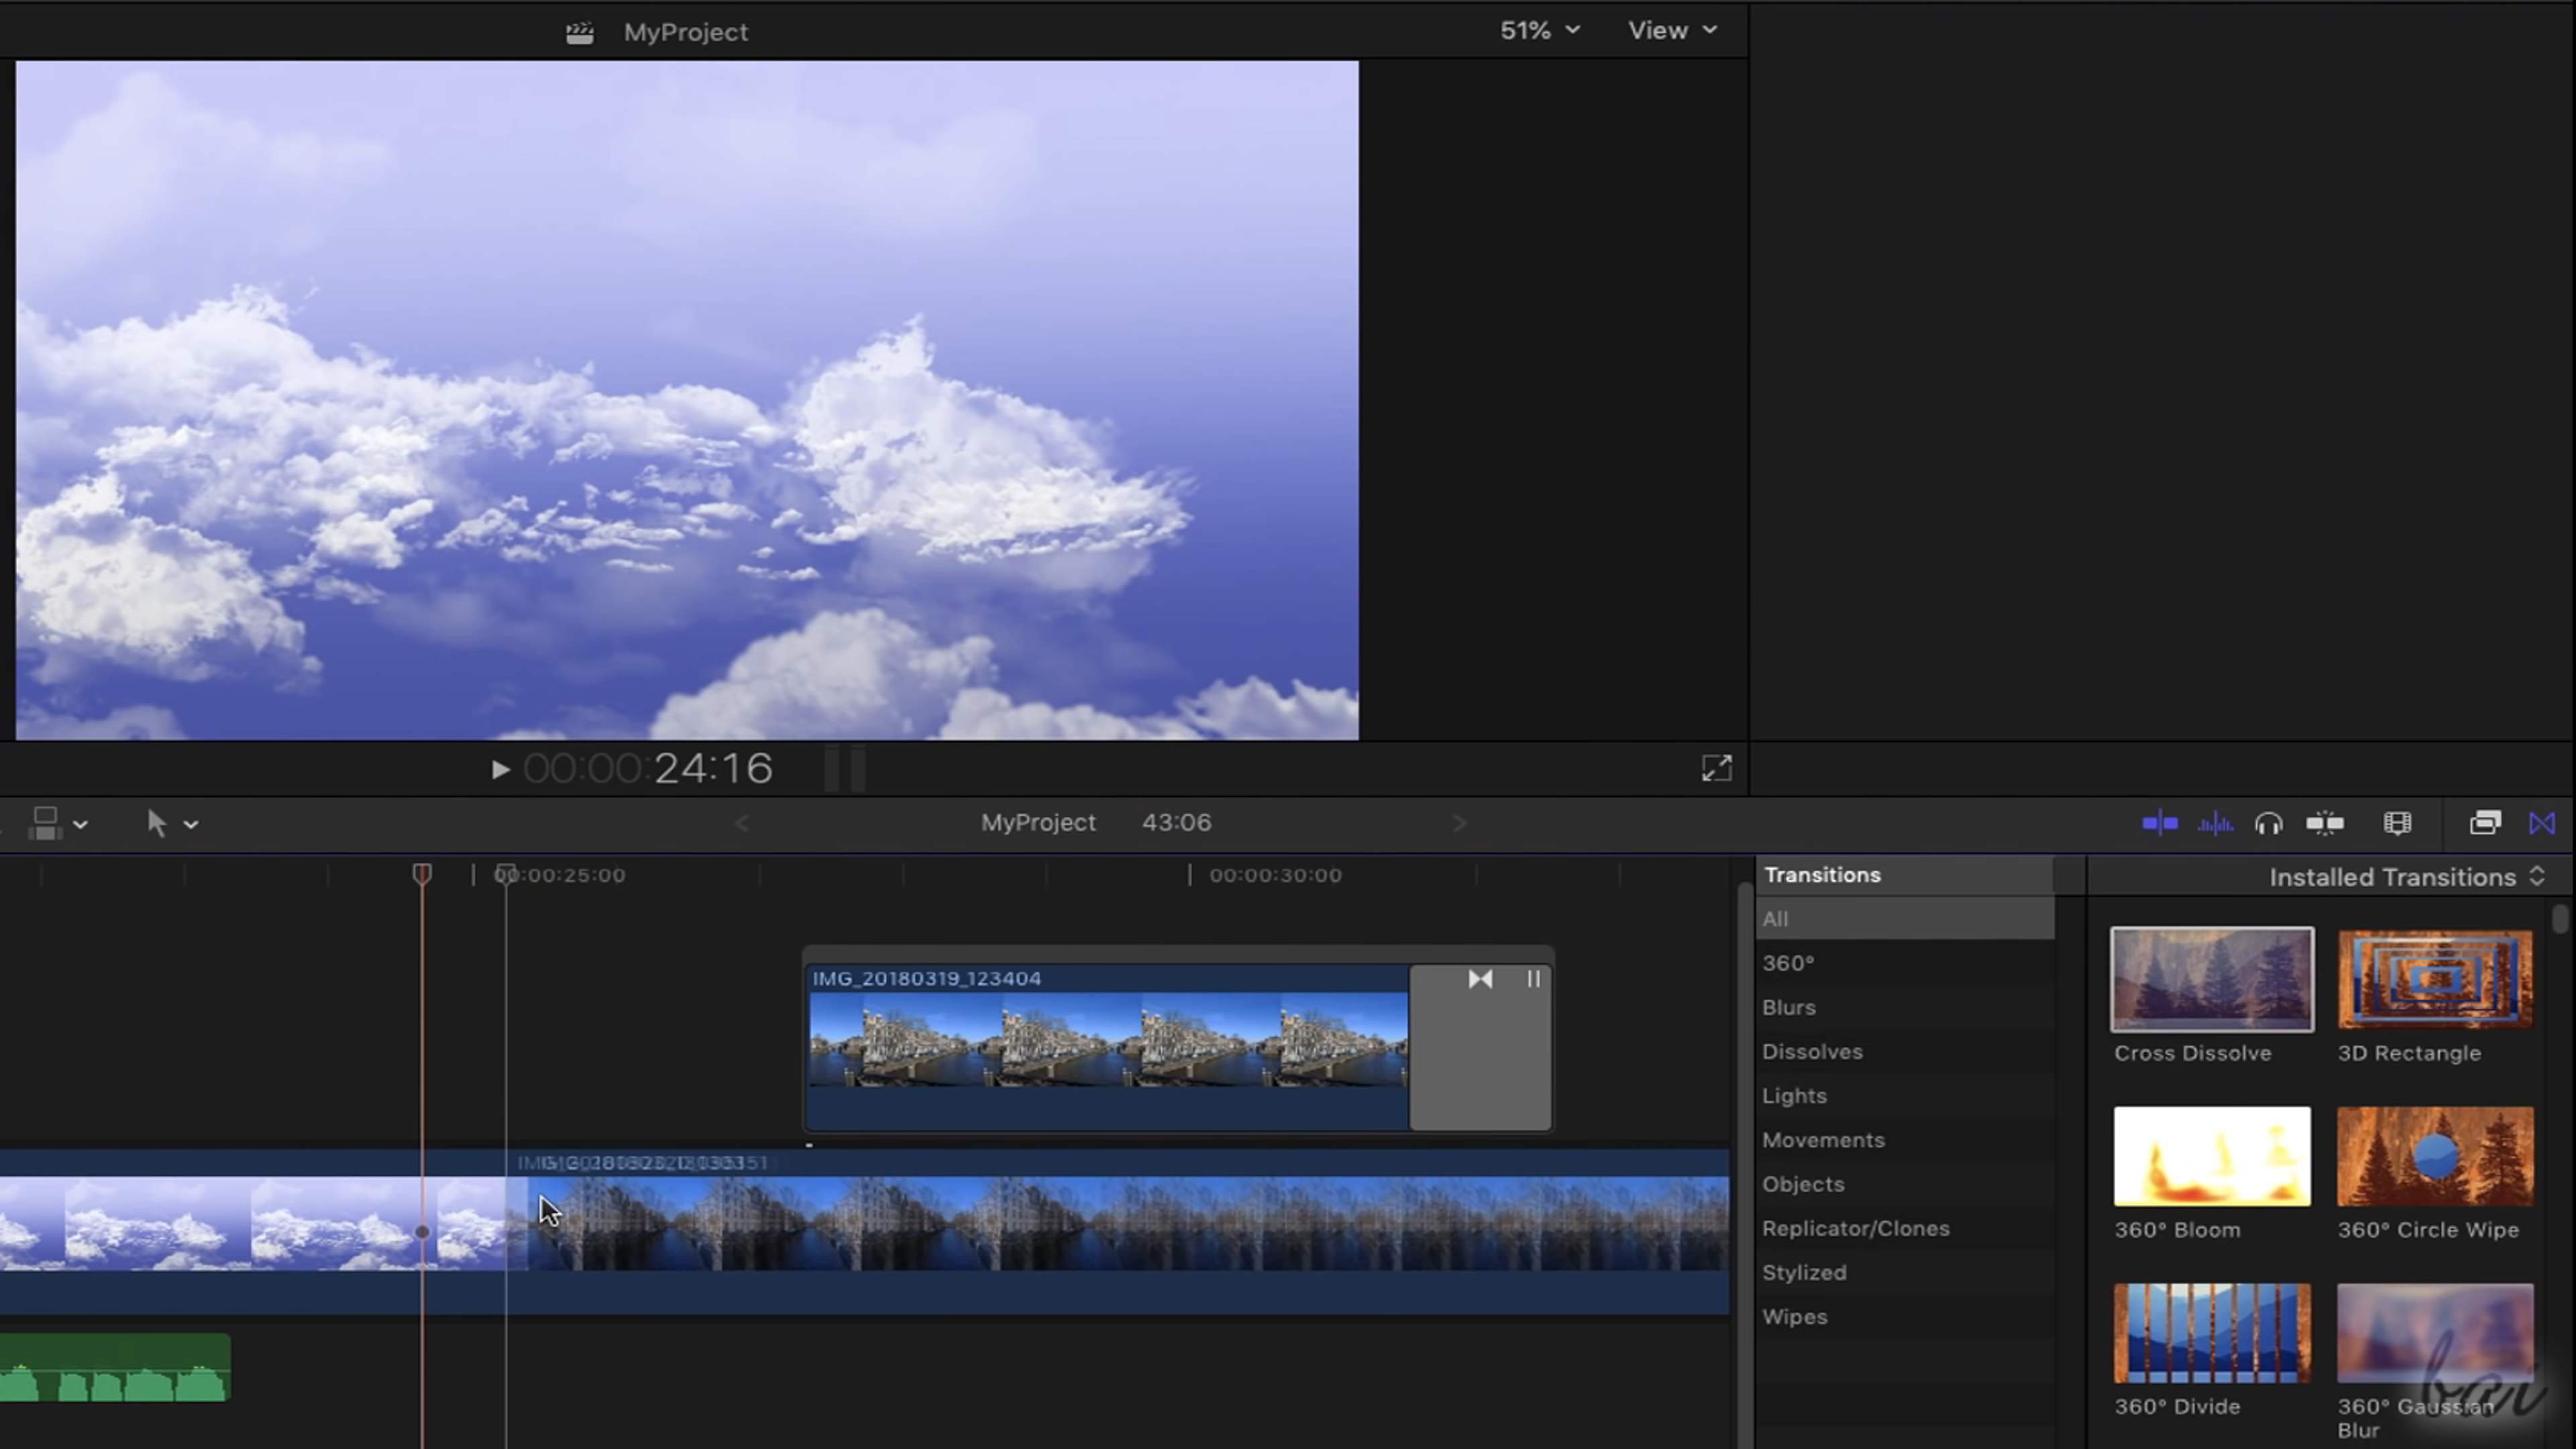 MyProject
51%
View
00:00:24:16
MyProject 43:06
00:00:25:00
00:00:30:00
IMG_20180319_123404
Transitions
All
360°
Blurs
Dissolves
Lights
Movements
Objects
Replicator/Clones
Stylized
Wipes
Installed Transitions
Cross Dissolve
3D Rectangle
360° Bloom
360° Circle Wipe
360° Divide
360° Gaussian
Blur
bai